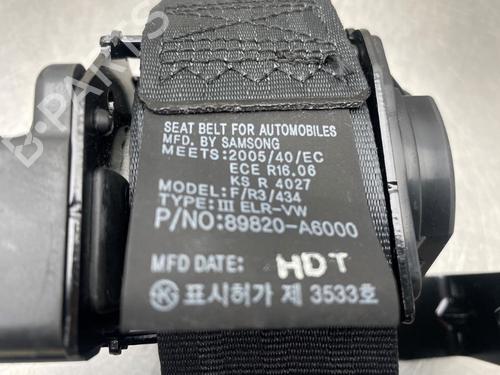 B-PARTS
SEAT BELT FOR AUTOMOBILES
MFD. BY SAMSONG
MEETS:2005/40/EC
ECE R16.06
KS R 4027
MODEL: F/R3/434
TYPE: III ELR-VW
P/NO:89820-A6000
MFD DATE: HDT
K 표시허가 제 3533호